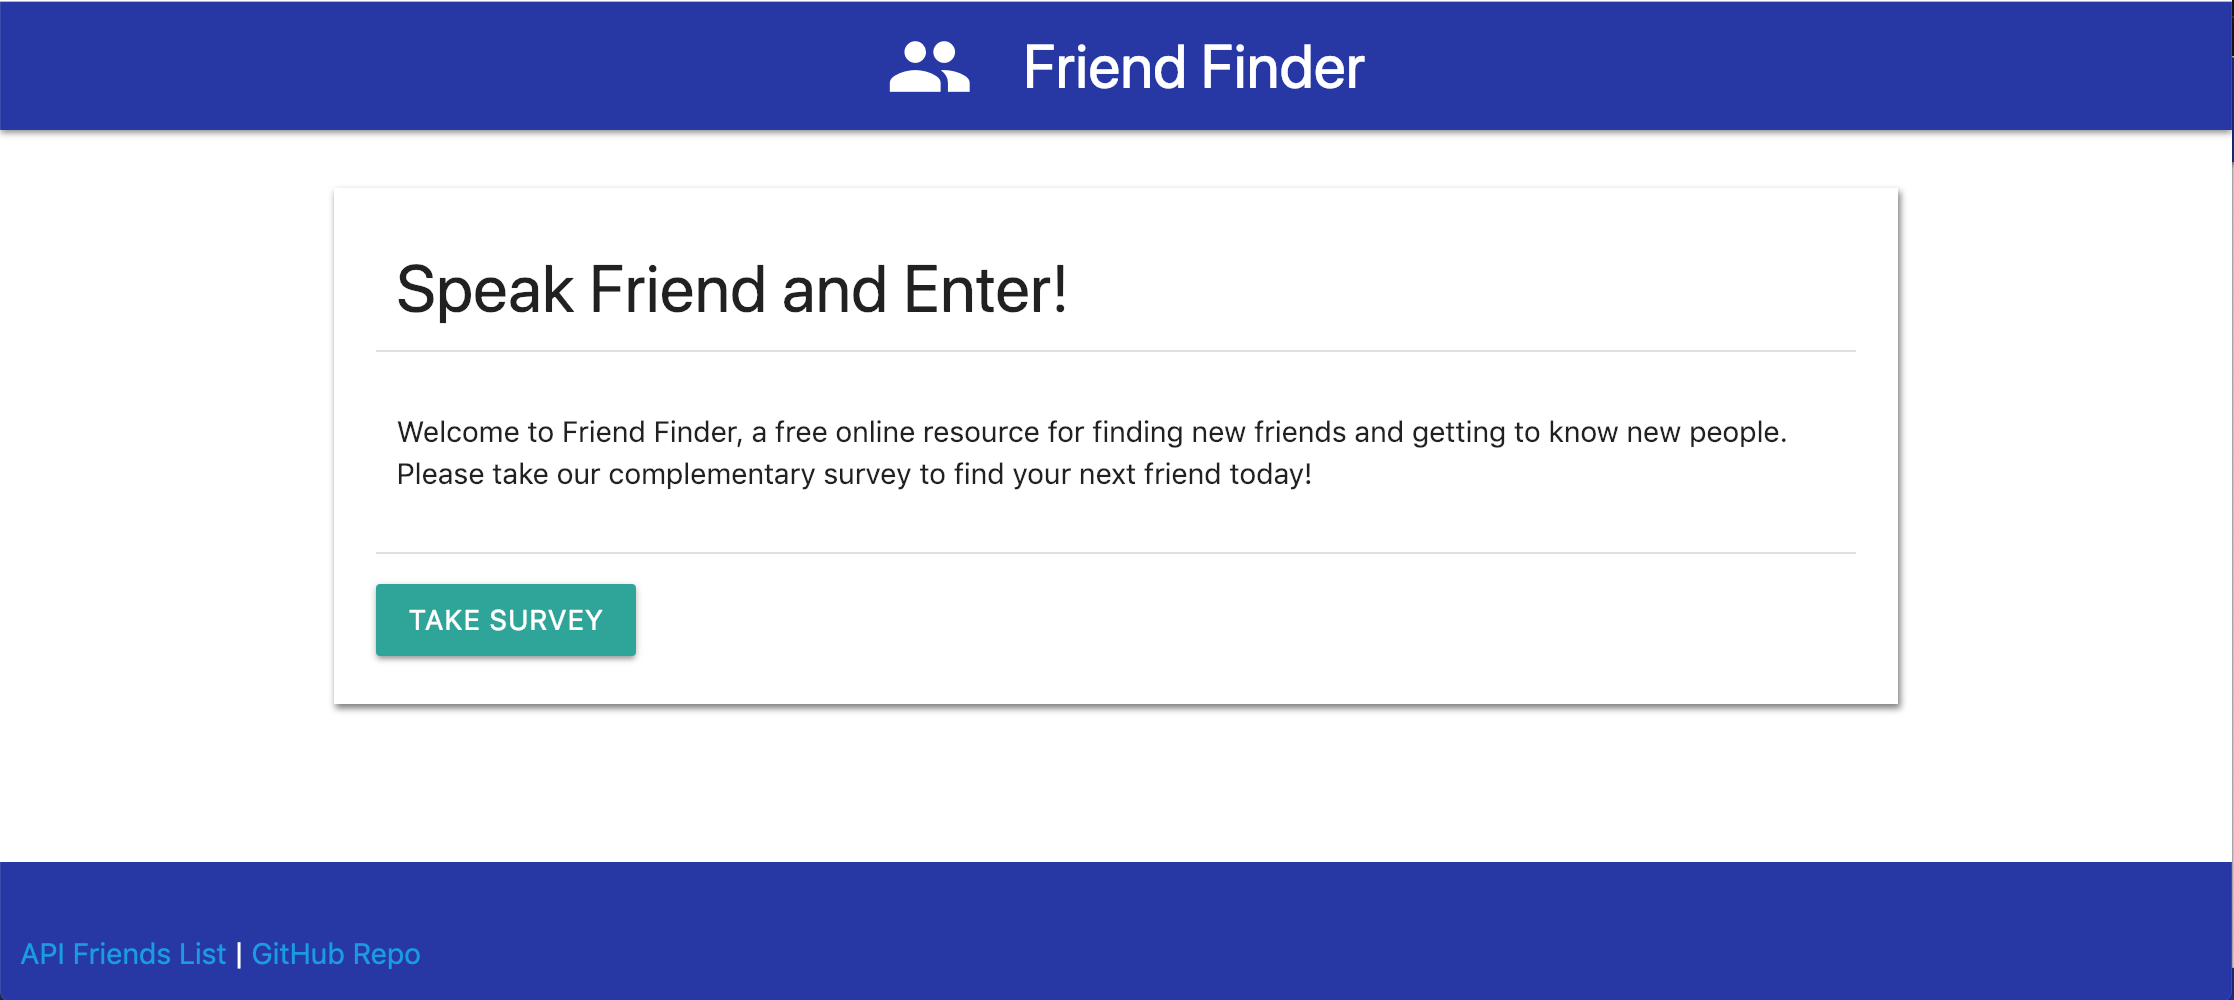 Friend Finder
Speak Friend and Enter!
Welcome to Friend Finder, a free online resource for finding new friends and getting to know new people.
Please take our complementary survey to find your next friend today!
TAKE SURVEY
API Friends List | GitHub Repo